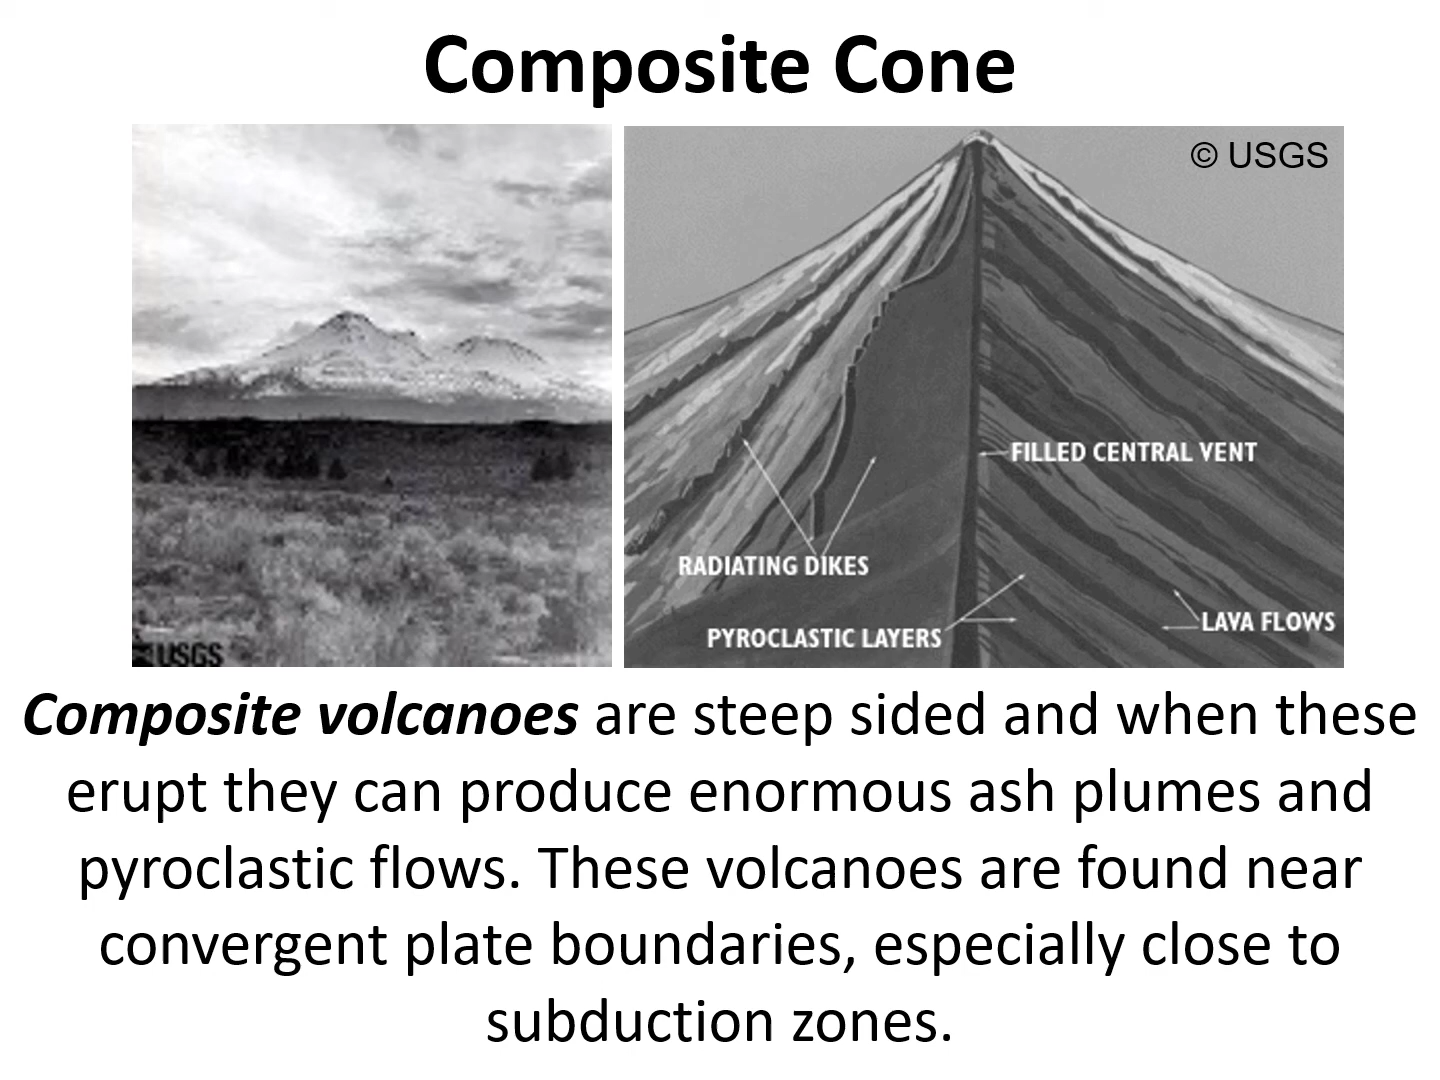 Composite Cone
© USGS
FILLED CENTRAL VENT
RADIATING DIKES
LAVA FLOWS
PYROCLASTIC LAYERS
USGS
Composite volcanoes are steep sided and when these
erupt they can produce enormous ash plumes and
pyroclastic flows. These volcanoes are found near
convergent plate boundaries, especially close to
subduction zones.